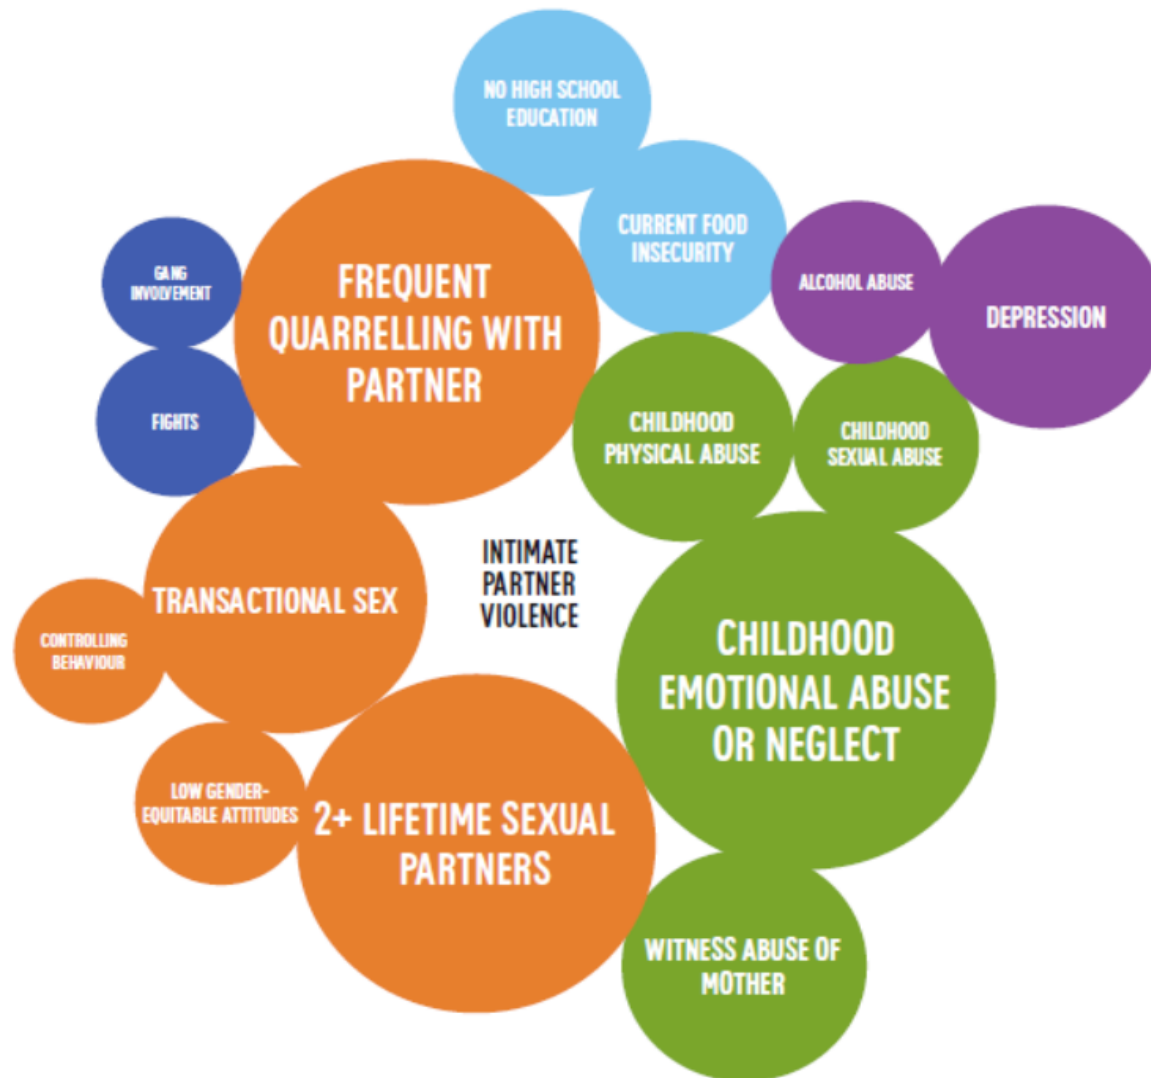 NO HIGH SCHOOL
EDUCATION
CURRENT FOOD
INSECURITY
ALCOHOL ABUSE
DEPRESSION
GANG
INVOLVEMENT
FREQUENT
QUARRELLING WITH
PARTNER
FIGHTS
CHILDHOOD
PHYSICAL ABUSE
CHILDHOOD
SEXUAL ABUSE
INTIMATE
PARTNER
VIOLENCE
TRANSACTIONAL SEX
CONTROLLING
BEHAVIOUR
CHILDHOOD
EMOTIONAL ABUSE
OR NEGLECT
LOW GENDER-
EQUITABLE ATTITUDES
2+ LIFETIME SEXUAL
PARTNERS
WITNESS ABUSE OF
MOTHER